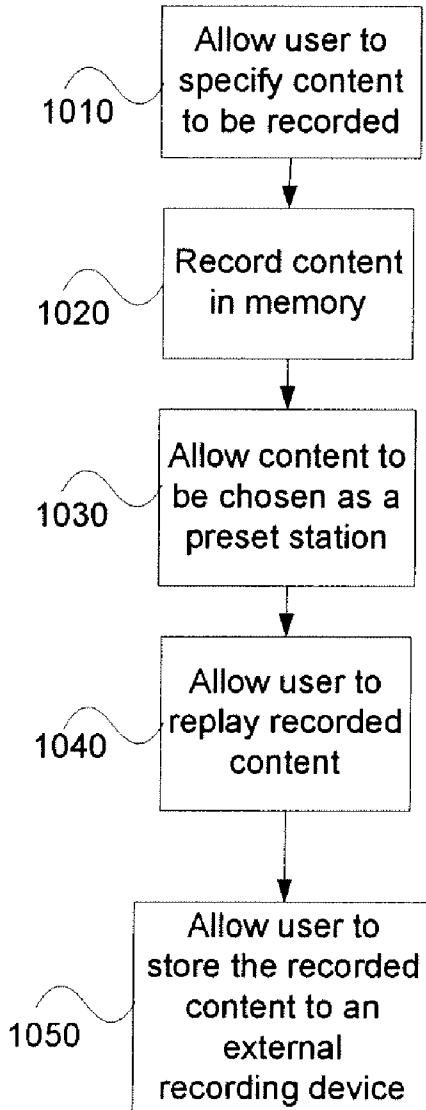 Allow user to
specify content
to be recorded
1010
Record content
in memory
1020
Allow content to
be chosen as a
preset station
1030
Allow user to
replay recorded
content
1040
Allow user to
store the recorded
content to an
external
recording device
1050